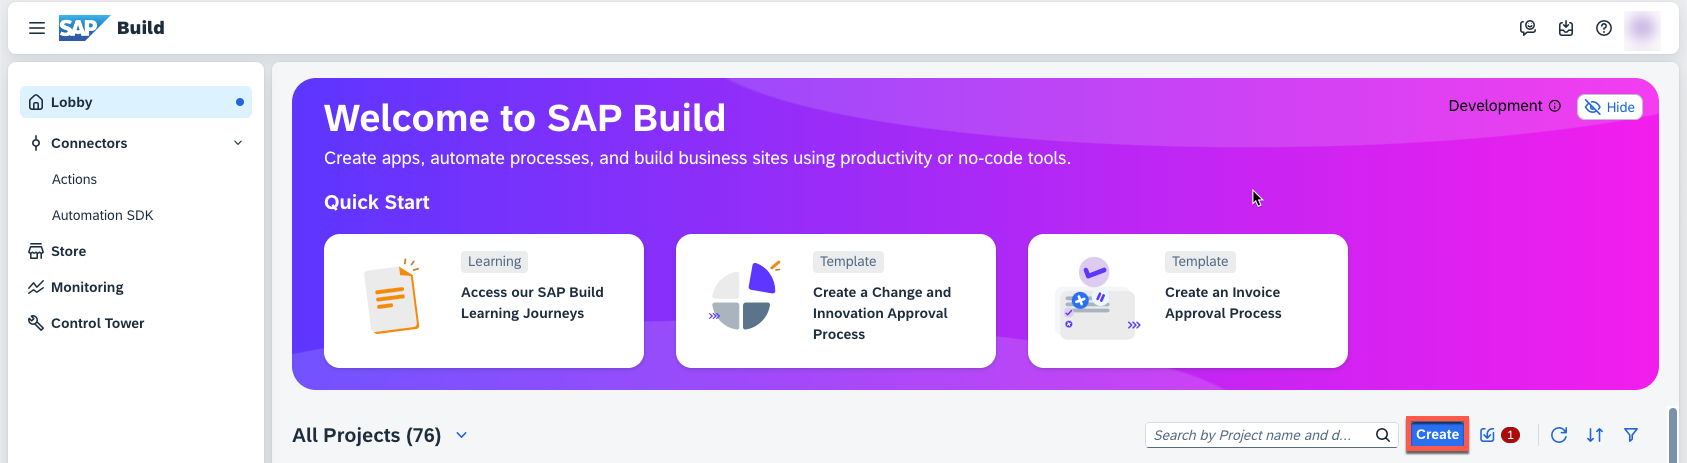 SAP Build
Lobby
Connectors
Actions
Automation SDK
Store
Monitoring
Control Tower
Welcome to SAP Build
Development
Hide
Create apps, automate processes, and build business sites using productivity or no-code tools.
Quick Start
Learning
Access our SAP Build
Learning Journeys
Template
Create a Change and
Innovation Approval
Process
Template
Create an Invoice
Approval Process
All Projects (76)
Search by Project name and d...
Create
1